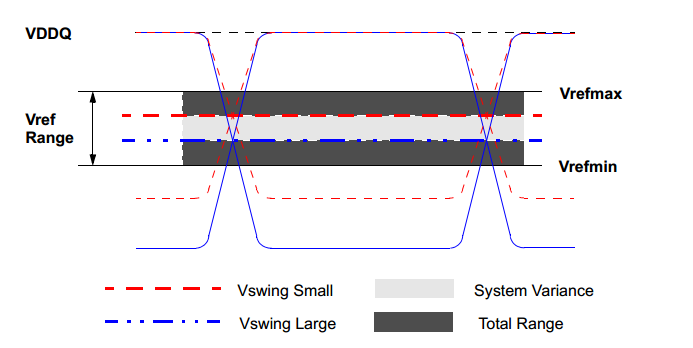 VDDQ
Vrefmax
Vref
Range
Vrefmin
Vswing Small
System Variance
Vswing Large
Total Range